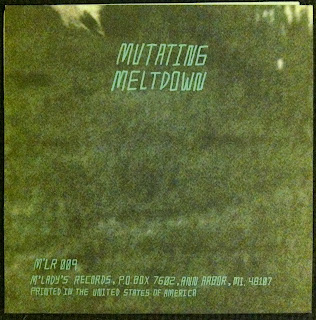 MUTATING
MELTDOWN
M'LR 009
M'LADY'S RECORDS, P.O. BOX 7602, ANN ARBOR, MI. 48107
PRINTED IN THE UNITED STATES OF AMERICA